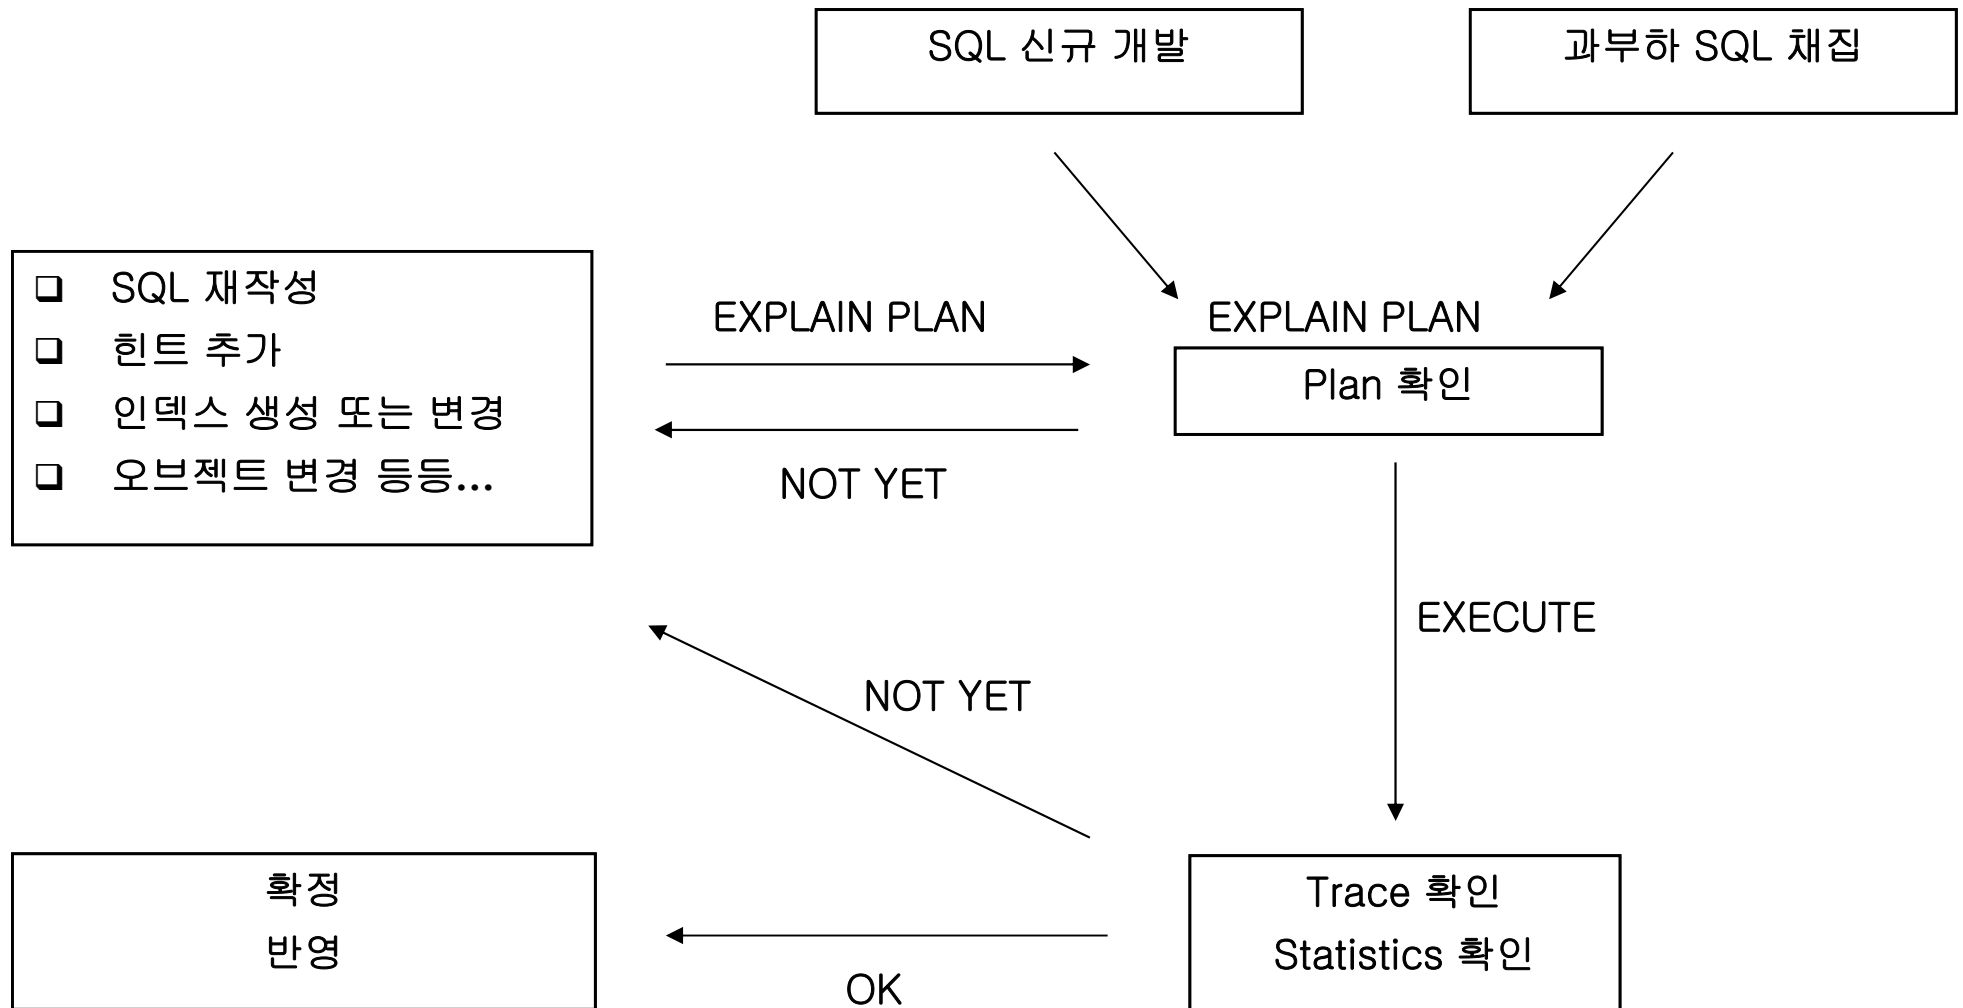 SQL 신규 개발
과부하 SQL 채집
❑ SQL 재작성
❑ 힌트 추가
❑ 인덱스 생성 또는 변경
❑ 오브젝트 변경 등등...
EXPLAIN PLAN
EXPLAIN PLAN
Plan 확인
NOT YET
EXECUTE
NOT YET
확정
반영
Trace 확인
Statistics 확인
OK